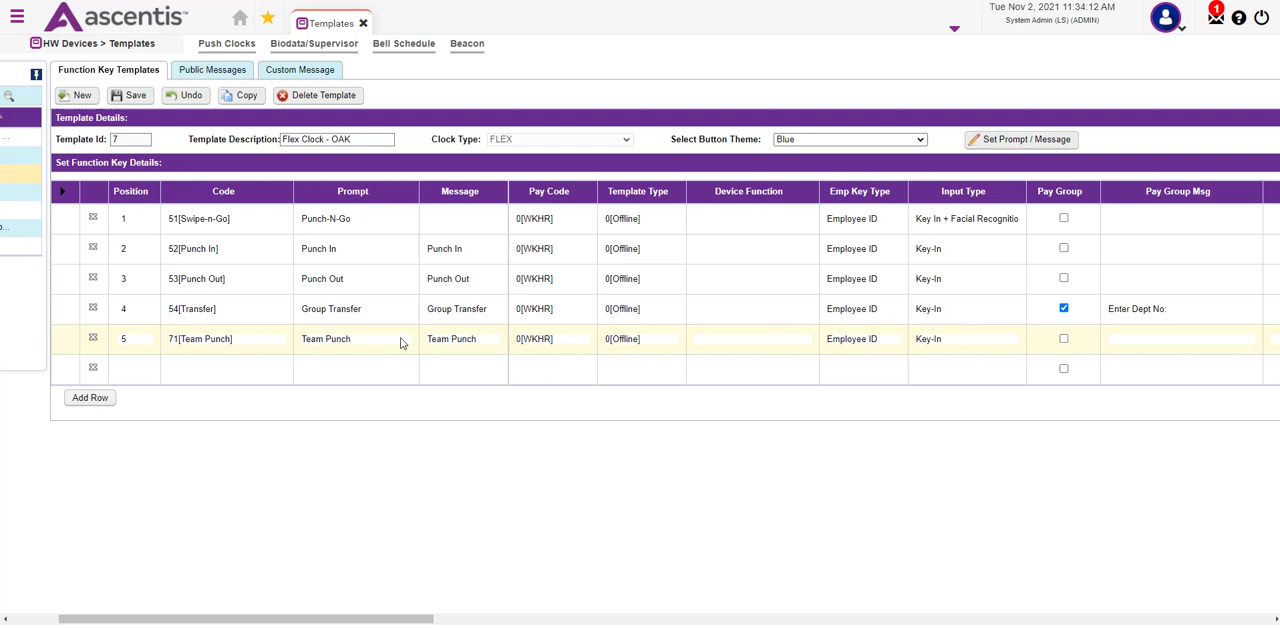 ascentis™
Templates
Tue Nov 2, 2021 11:34:12 AM
System Admin (LS) (ADMIN)
1
HW Devices > Templates
Push Clocks
Biodata/Supervisor
Bell Schedule
Beacon
Function Key Templates
Public Messages
Custom Message
New
Save
Undo
Copy
Delete Template
Template Details:
Template Id: 7 Template Description: Flex Clock - OAK Clock Type: FLEX Select Button Theme: Blue Set Prompt / Message
Set Function Key Details:
Position Code Prompt Message Pay Code Template Type Device Function Emp Key Type Input Type Pay Group Pay Group Msg
1 51[Swipe-n-Go] Punch-N-Go 0[WKHR] 0[Offline] Employee ID Key In + Facial Recognitio
2 52[Punch In] Punch In Punch In 0[WKHR] 0[Offline] Employee ID Key-In
3 53[Punch Out] Punch Out Punch Out 0[WKHR] 0[Offline] Employee ID Key-In
4 54[Transfer] Group Transfer Group Transfer 0[WKHR] 0[Offline] Employee ID Key-In Enter Dept No:
5 71[Team Punch] Team Punch Team Punch 0[WKHR] 0[Offline] Employee ID Key-In
Add Row